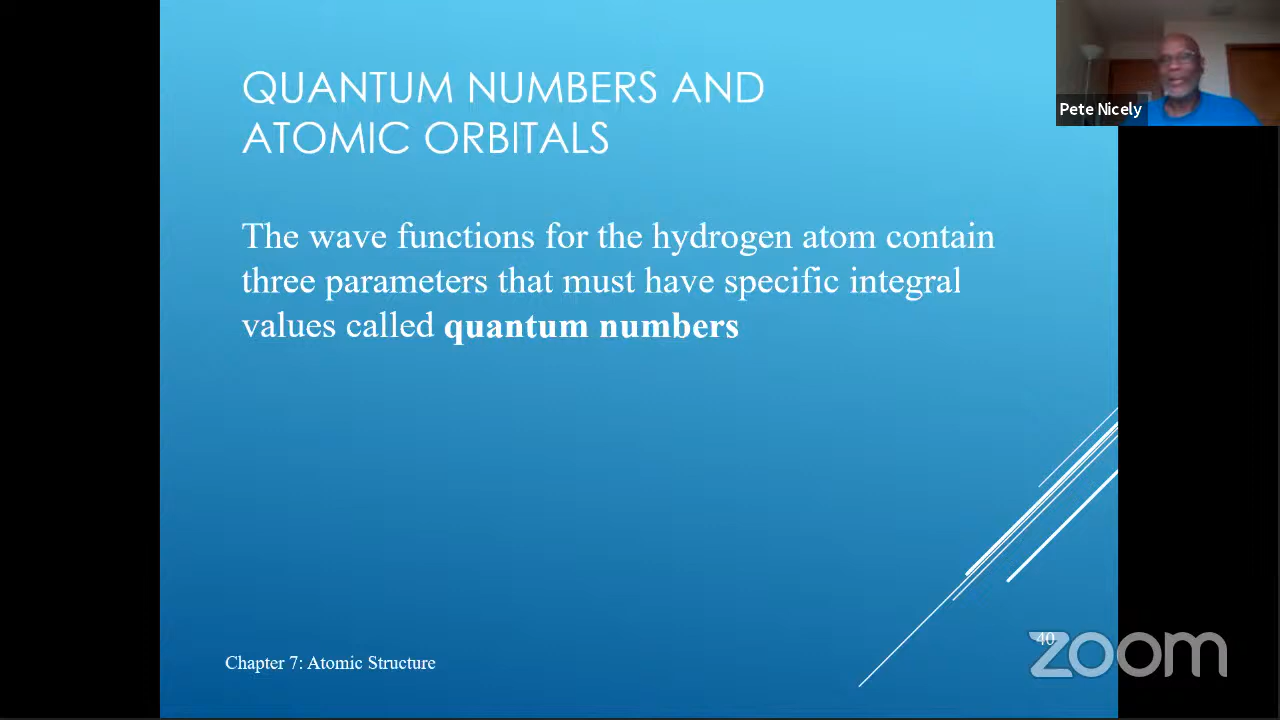 QUANTUM NUMBERS AND
ATOMIC ORBITALS
Pete Nicely
The wave functions for the hydrogen atom contain
three parameters that must have specific integral
values called quantum numbers
40
zoom
Chapter 7: Atomic Structure